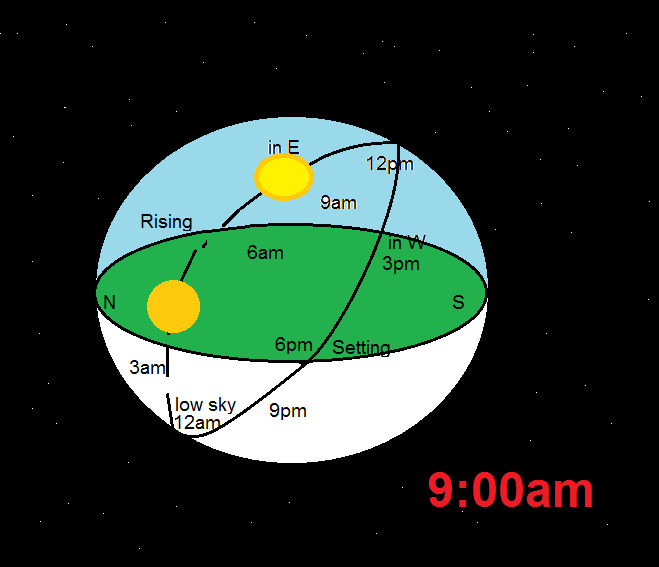 in E
12pm
9am
Rising
in W
6am
3pm
N
S
6pm
Setting
3am
low sky
12am
9pm
9:00am